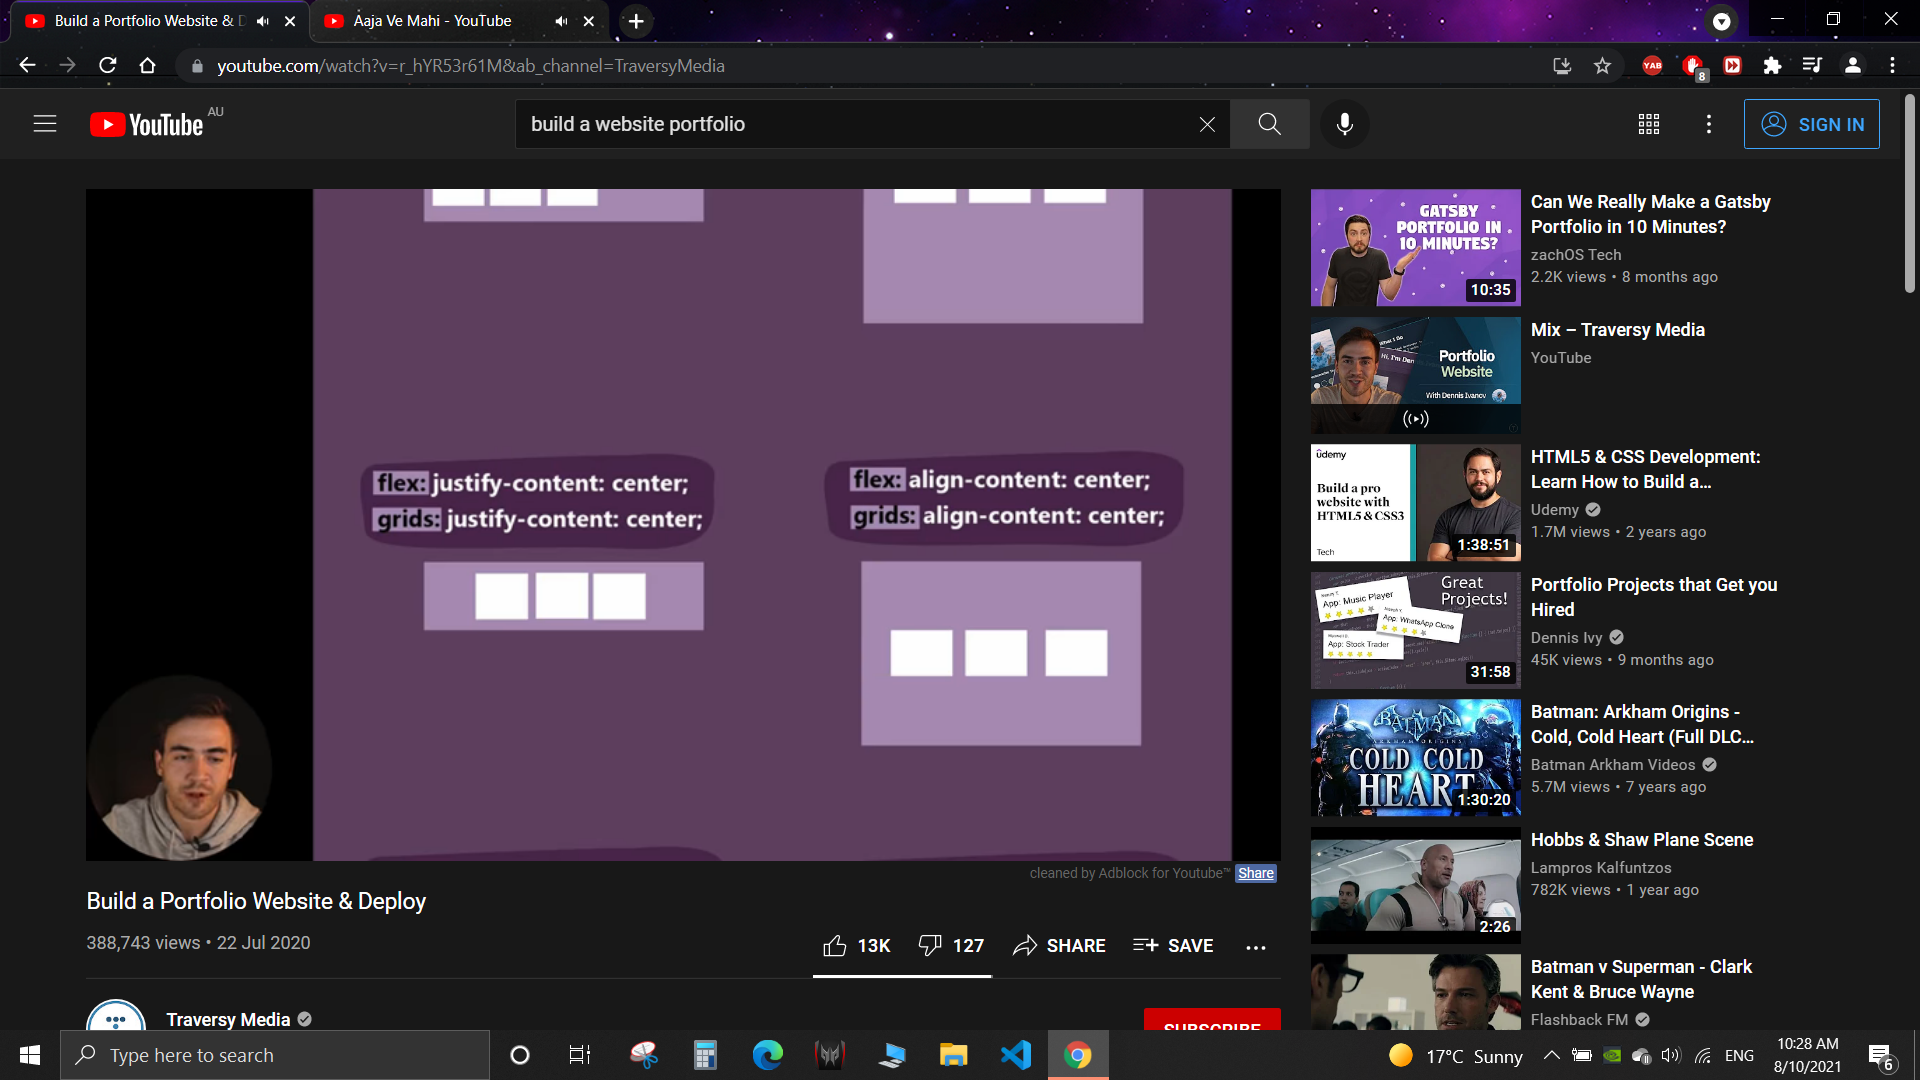 Build a Portfolio Website & D
Aaja Ve Mahi - YouTube
youtube.com/watch?v=r_hYR53r61M&ab_channel=TraversyMedia
YAB
8
YouTube AU
build a website portfolio
SIGN IN
flex: justify-content: center;
grids: justify-content: center;
flex: align-content: center;
grids: align-content: center;
cleaned by Adblock for Youtube™ Share
Build a Portfolio Website & Deploy
388,743 views • 22 Jul 2020
13K
127
SHARE
SAVE
Traversy Media
SUBSCRIBE
GATSBY
PORTFOLIO IN
10 MINUTES?
10:35
Can We Really Make a Gatsby
Portfolio in 10 Minutes?
zachOS Tech
2.2K views • 8 months ago
Portfolio
Website
With Dennis Ivanov
Mix – Traversy Media
YouTube
ûdemy
Build a pro
website with
HTML5 & CSS3
Tech
1:38:51
HTML5 & CSS Development:
Learn How to Build a…
Udemy
1.7M views • 2 years ago
Great
Projects!
App: Music Player
App: WhatsApp Clone
App: Stock Trader
31:58
Portfolio Projects that Get you
Hired
Dennis Ivy
45K views • 9 months ago
BATMAN
ARKHAM ORIGINS
COLD COLD
HEART
1:30:20
Batman: Arkham Origins -
Cold, Cold Heart (Full DLC…
Batman Arkham Videos
5.7M views • 7 years ago
2:26
Hobbs & Shaw Plane Scene
Lampros Kalfuntzos
782K views • 1 year ago
Batman v Superman - Clark
Kent & Bruce Wayne
Flashback FM
Type here to search
17°C Sunny
ENG
10:28 AM
8/10/2021
6